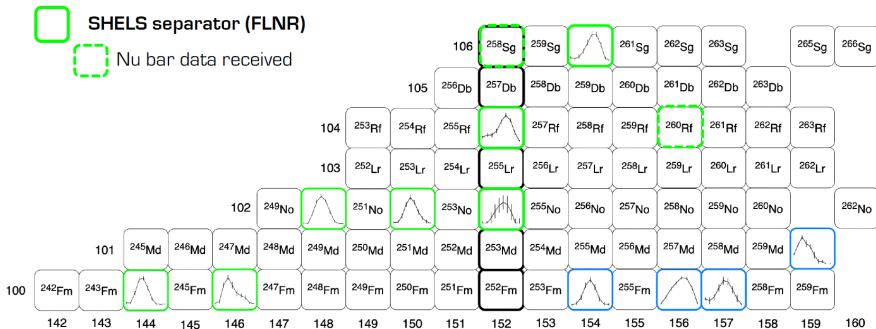 SHELS separator (FLNR)
Nu bar data received
106 258Sg 259Sg 261Sg 262Sg 263Sg 265Sg 266Sg
105 256Db 257Db 258Db 259Db 260Db 261Db 262Db 263Db
104 253Rf 254Rf 255Rf 257Rf 258Rf 259Rf 260Rf 261Rf 262Rf 263Rf
103 252Lr 253Lr 254Lr 255Lr 256Lr 257Lr 258Lr 259Lr 260Lr 261Lr 262Lr
102 249No 251No 253No 255No 256No 257No 258No 259No 260No 262No
101 245Md 246Md 247Md 248Md 249Md 250Md 251Md 252Md 253Md 254Md 255Md 256Md 257Md 258Md 259Md
100 242Fm 243Fm 245Fm 247Fm 248Fm 249Fm 250Fm 251Fm 252Fm 253Fm 255Fm 258Fm 259Fm
142 143 144 145 146 147 148 149 150 151 152 153 154 155 156 157 158 159 160